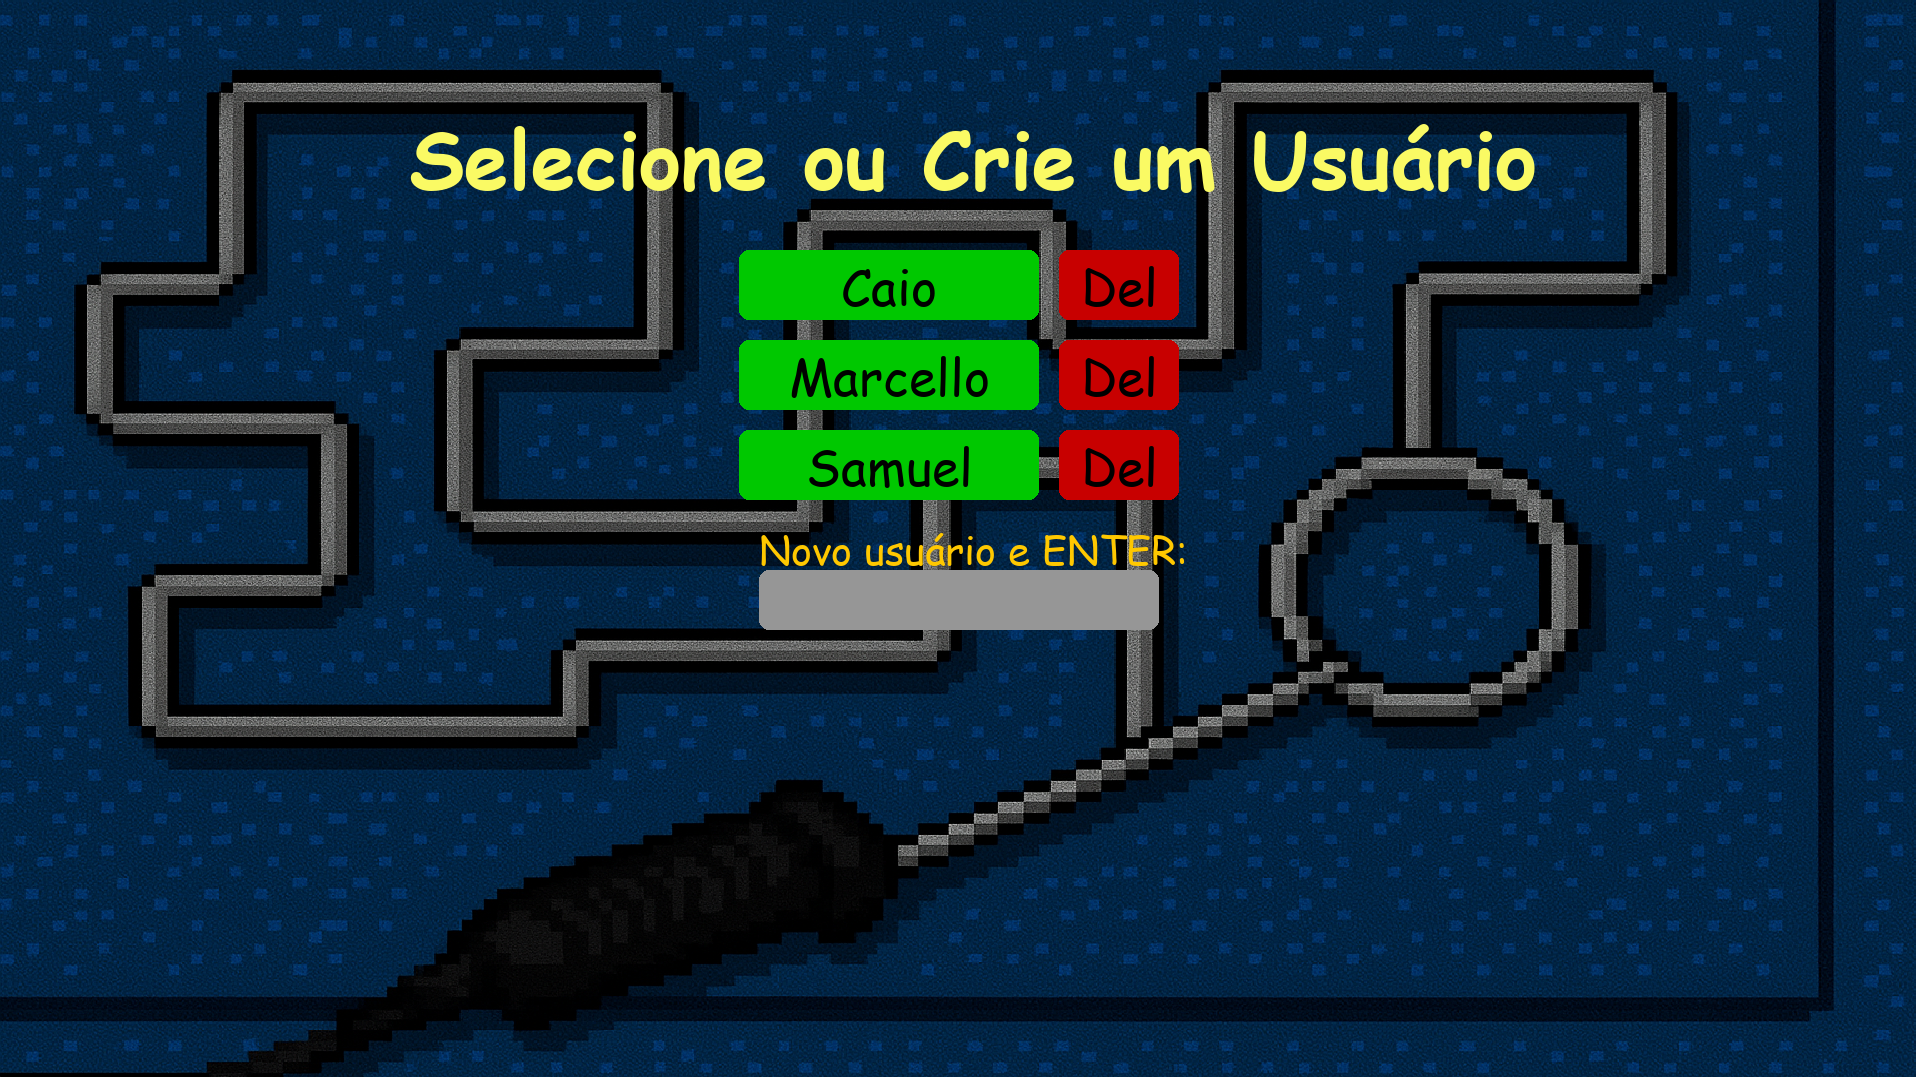 Selecione ou Crie um Usuário
Caio Del
Marcello Del
Samuel Del
Novo usuário e ENTER: